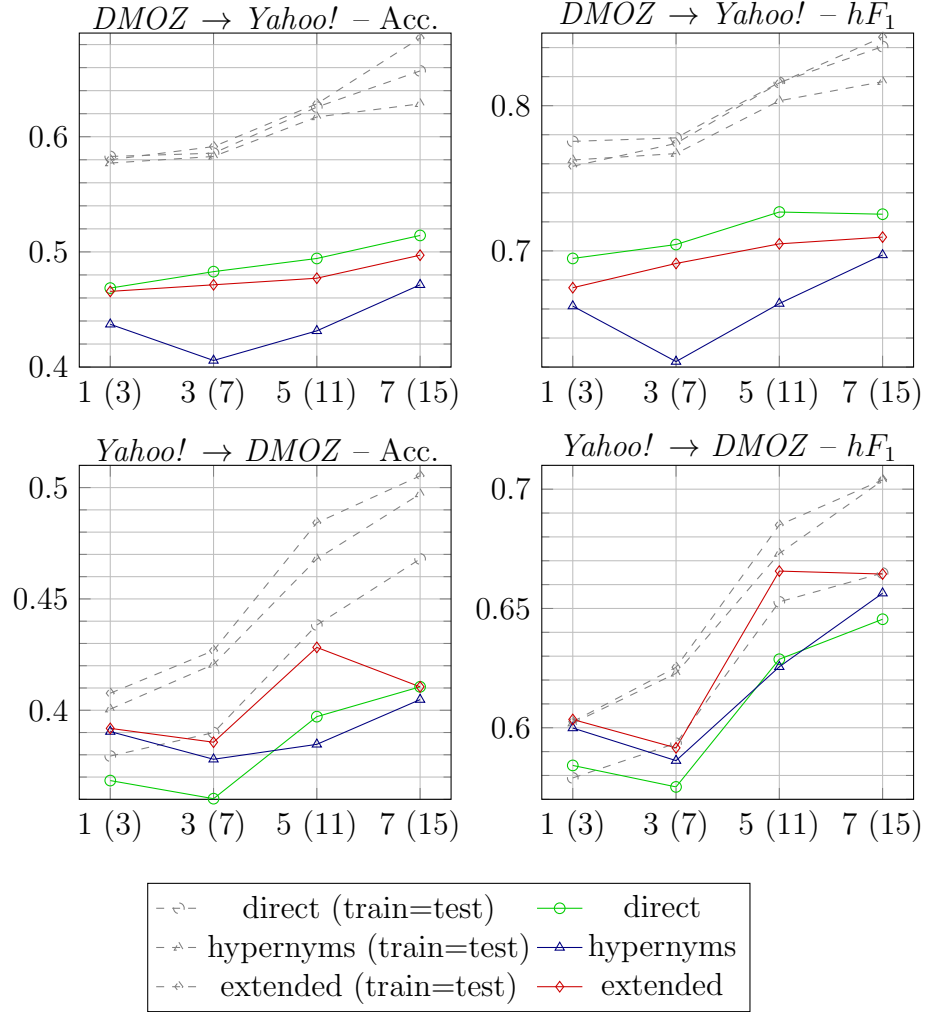 DMOZ → Yahoo! – Acc.
DMOZ → Yahoo! – hF₁
0.6
0.5
0.4
1 (3) 3 (7) 5 (11) 7 (15)
0.8
0.7
1 (3) 3 (7) 5 (11) 7 (15)
Yahoo! → DMOZ – Acc.
Yahoo! → DMOZ – hF₁
0.5
0.45
0.4
1 (3) 3 (7) 5 (11) 7 (15)
0.7
0.65
0.6
1 (3) 3 (7) 5 (11) 7 (15)
direct (train=test) direct
hypernyms (train=test) hypernyms
extended (train=test) extended